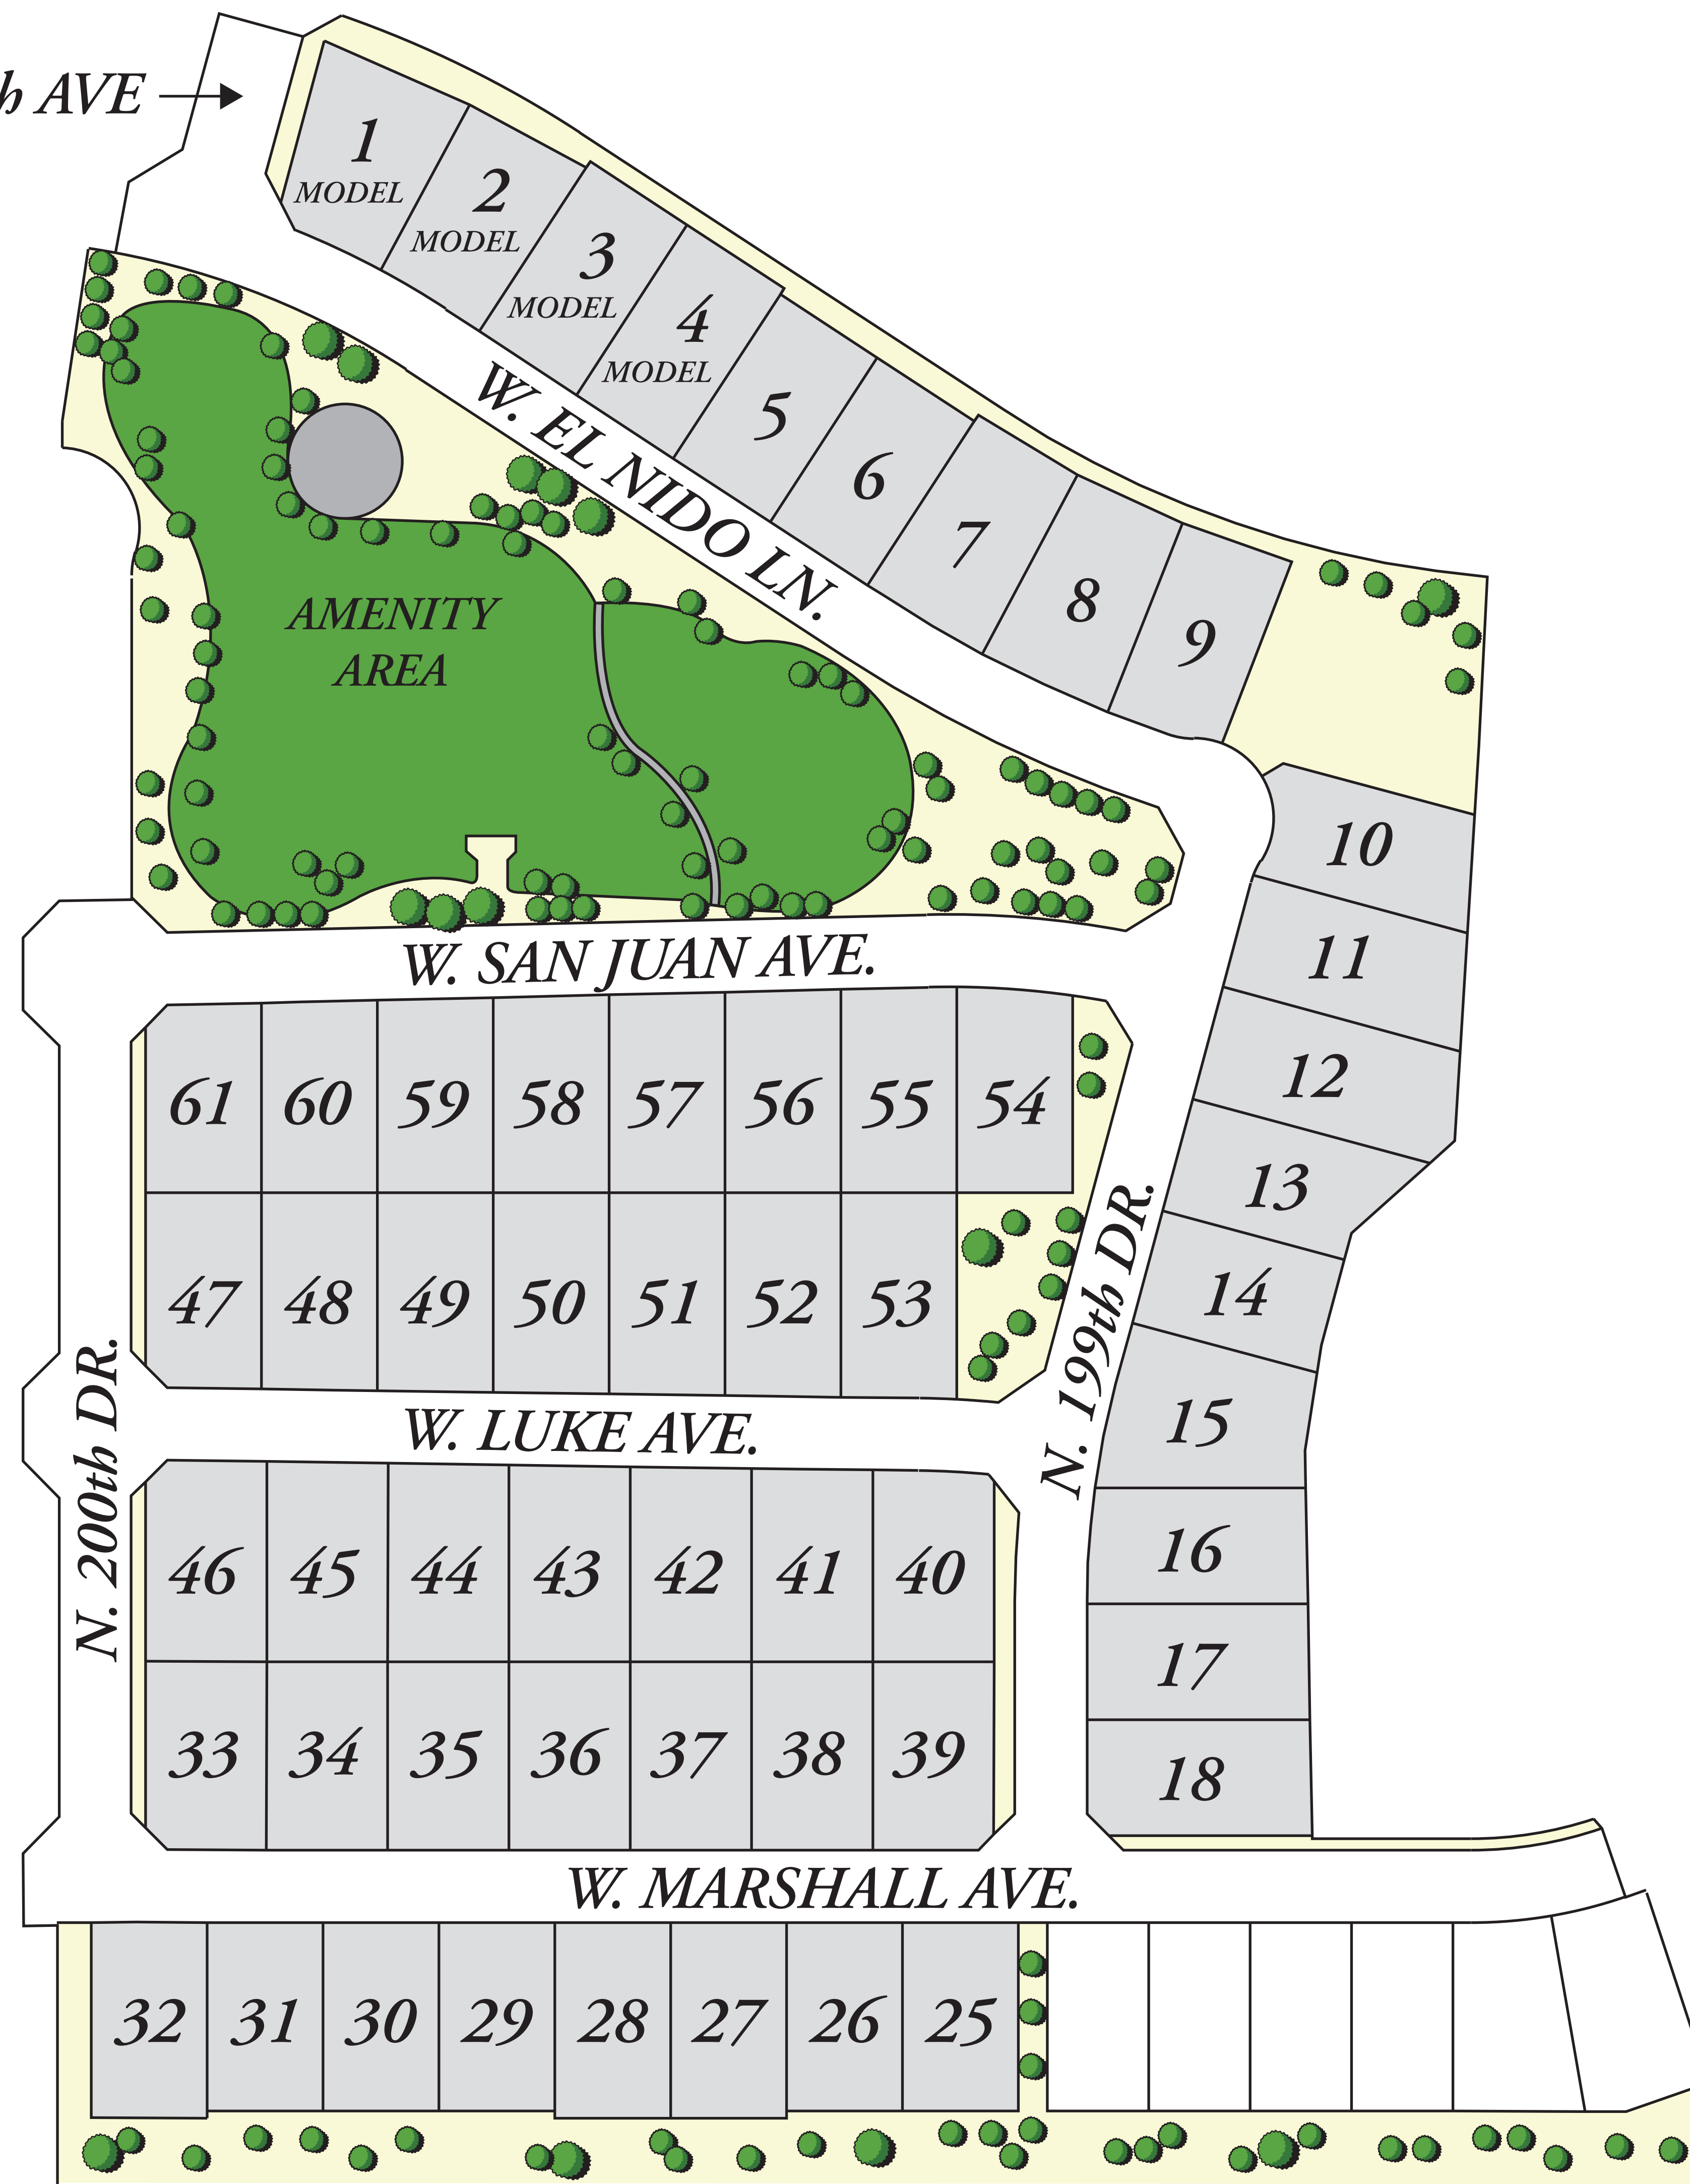 AVE
1
MODEL
2
MODEL
3
MODEL
4
MODEL
5
6
7
8
9
W. EL NIDO LN.
AMENITY
AREA
10
11
12
13
14
15
16
17
18
W. SAN JUAN AVE.
61 60 59 58 57 56 55 54
47 48 49 50 51 52 53
N. 199th DR.
W. LUKE AVE.
N. 200th DR.
46 45 44 43 42 41 40
33 34 35 36 37 38 39
W. MARSHALL AVE.
32 31 30 29 28 27 26 25